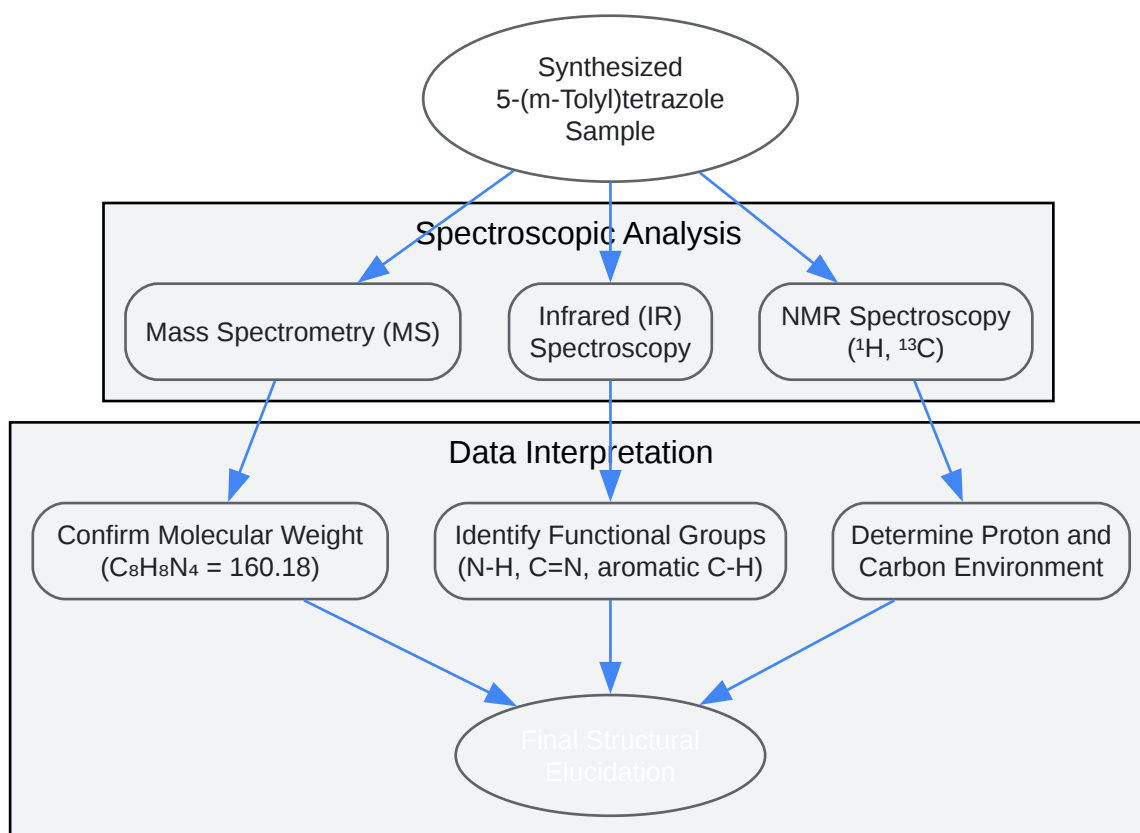 Synthesized
5-(m-Tolyl)tetrazole
Sample
Spectroscopic Analysis
Mass Spectrometry (MS)
Infrared (IR)
Spectroscopy
NMR Spectroscopy
(¹H, ¹³C)
Data Interpretation
Confirm Molecular Weight
(C₈H₈N₄ = 160.18)
Identify Functional Groups
(N-H, C=N, aromatic C-H)
Determine Proton and
Carbon Environment
Final Structural
Elucidation